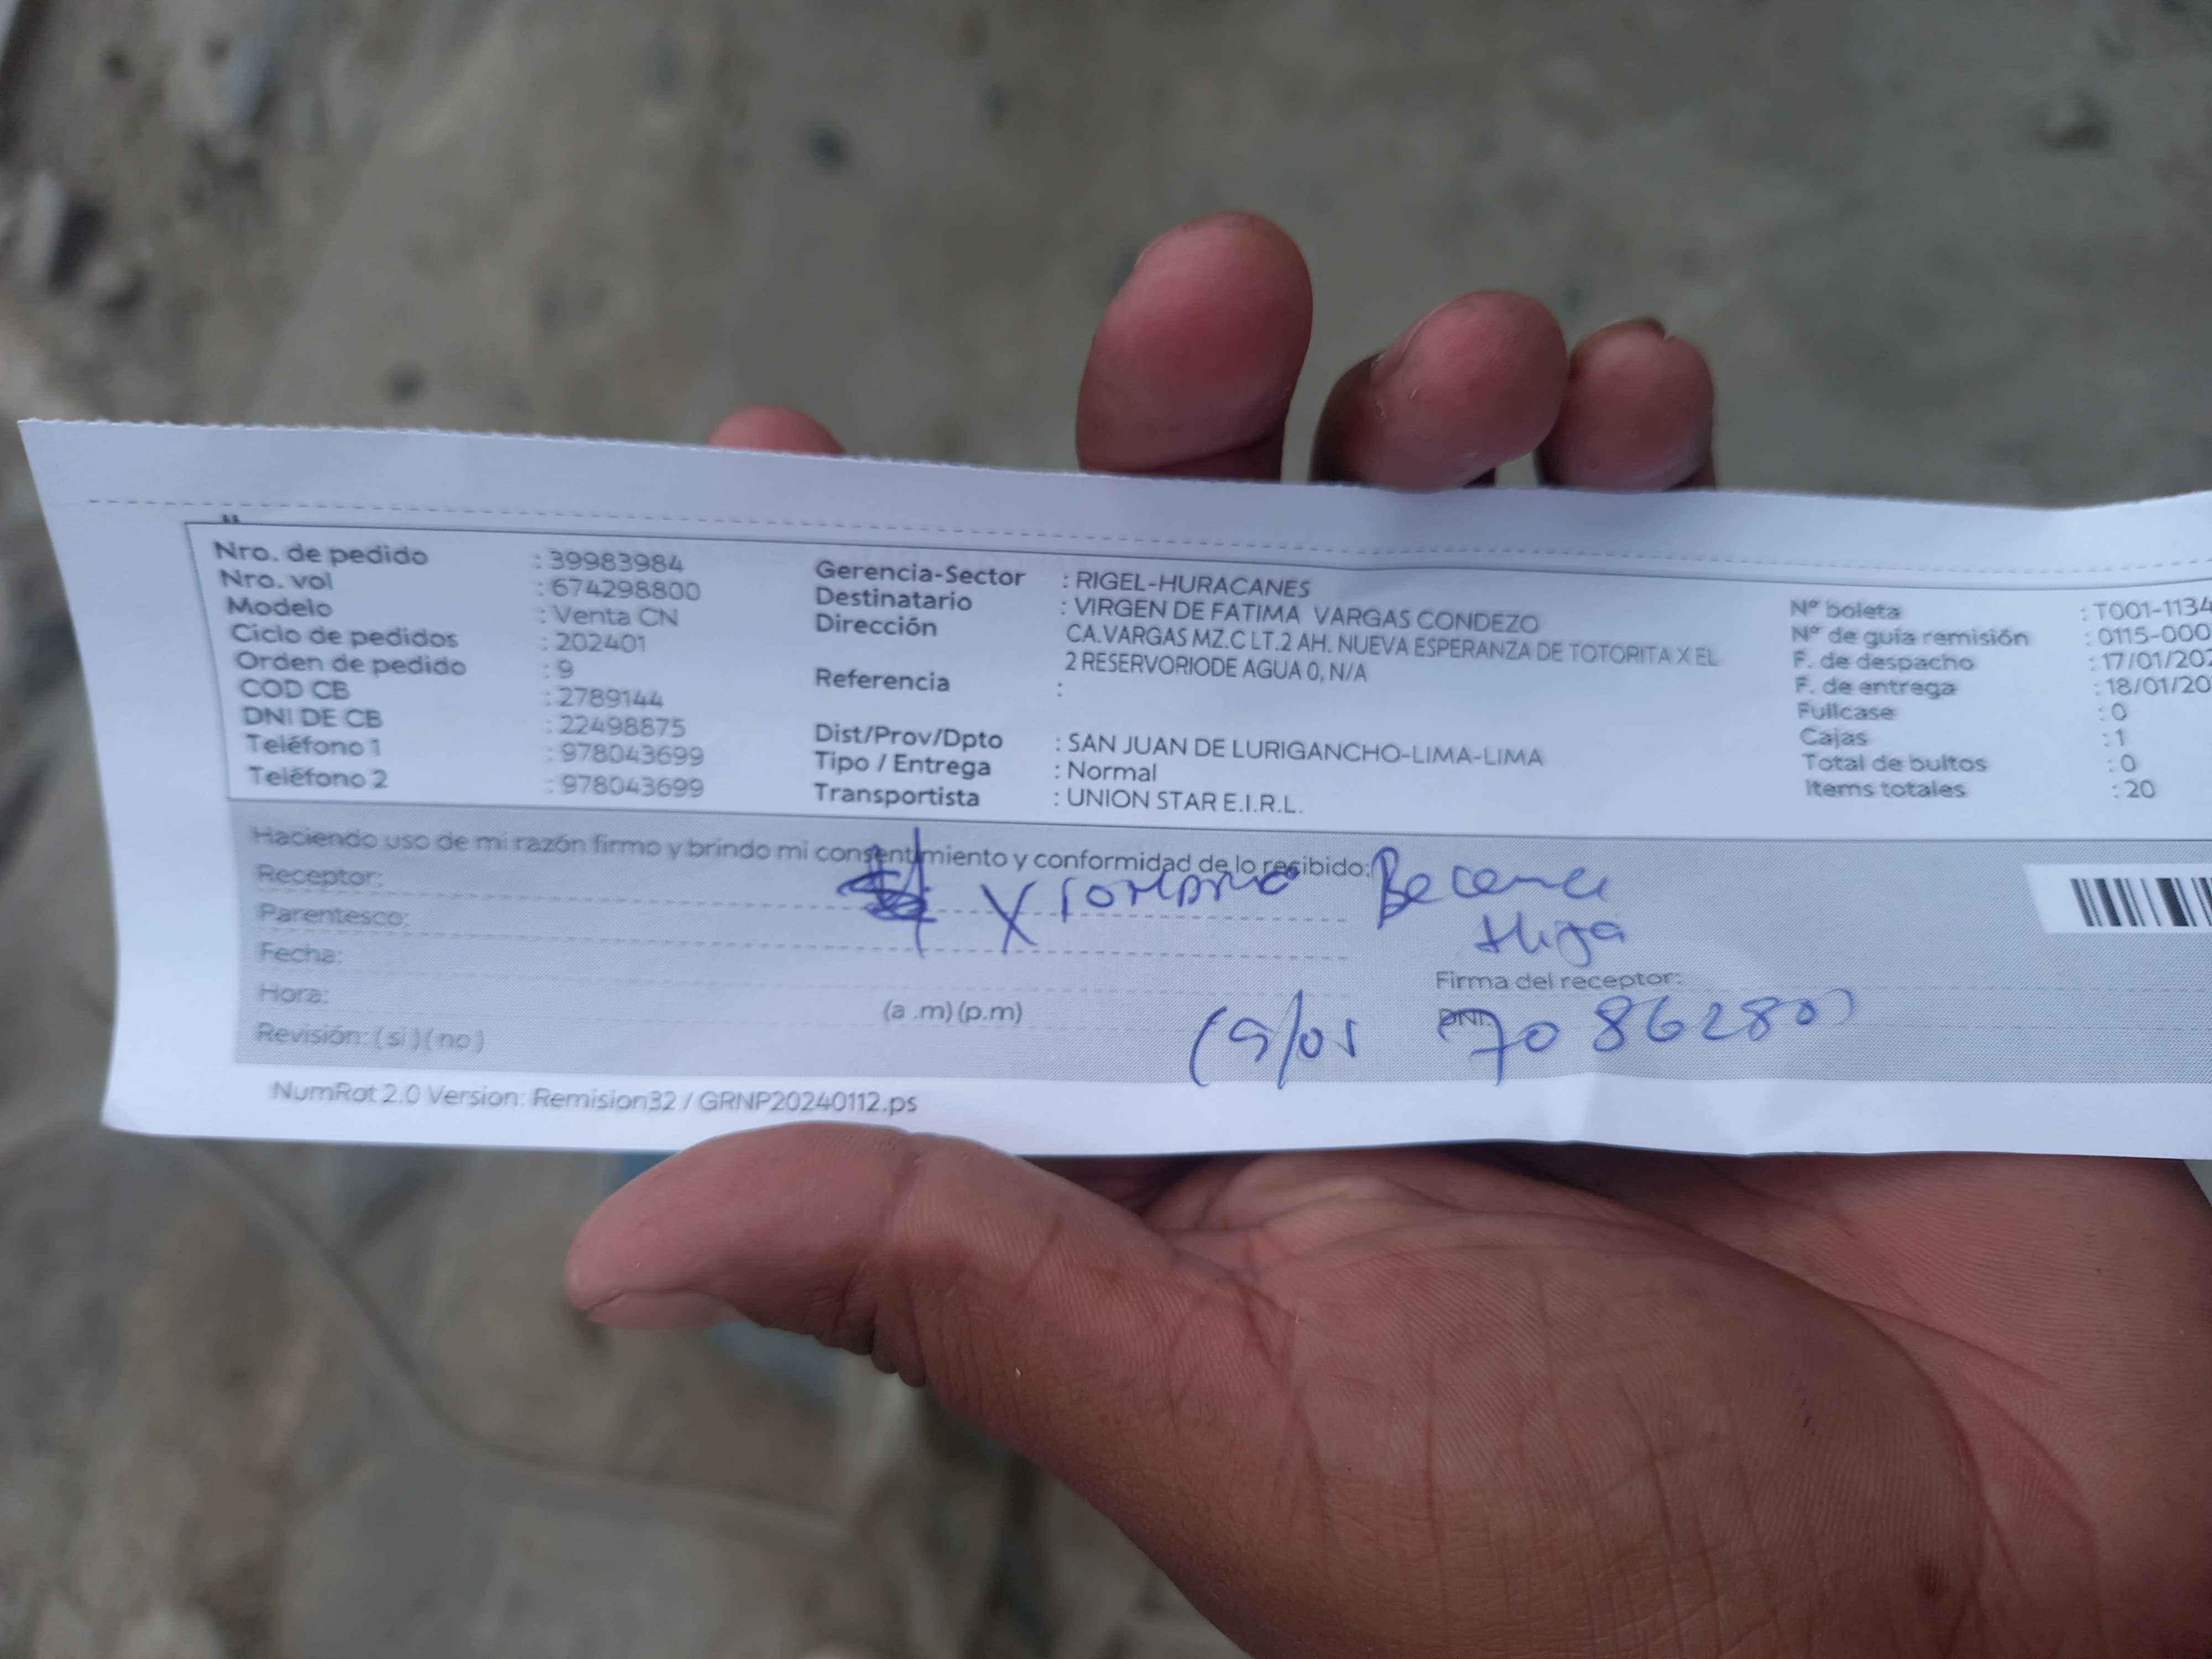 Nro. de pedido : 39983984
Nro. vol : 674298800
Modelo : Venta CN
Ciclo de pedidos : 202401
Orden de pedido : 9
COD CB : 2789144
DNI DE CB : 22498875
Teléfono 1 : 978043699
Teléfono 2 : 978043699
Gerencia-Sector : RIGEL-HURACANES
Destinatario : VIRGEN DE FATIMA VARGAS CONDEZO
Dirección CA.VARGAS MZ.C LT.2 AH. NUEVA ESPERANZA DE TOTORITA X EL
2 RESERVORIODE AGUA 0, N/A
Referencia :
Dist/Prov/Dpto : SAN JUAN DE LURIGANCHO-LIMA-LIMA
Tipo / Entrega : Normal
Transportista : UNION STAR E.I.R.L.
N° boleta : T001-1134
N° de guía remisión : 0115-000
F. de despacho : 17/01/202
F. de entrega : 18/01/20
Fullcase : 0
Cajas : 1
Total de bultos : 0
Items totales : 20
Haciendo uso de mi razón firmo y brindo mi consentimiento y conformidad de lo recibido:
Receptor:
Parentesco: Hija
Fecha:
Firma del receptor:
Hora: (a .m) (p.m)
DNI:
Revisión: ( si ) ( no )
NumRot 2.0 Version: Remision32 / GRNP20240112.ps